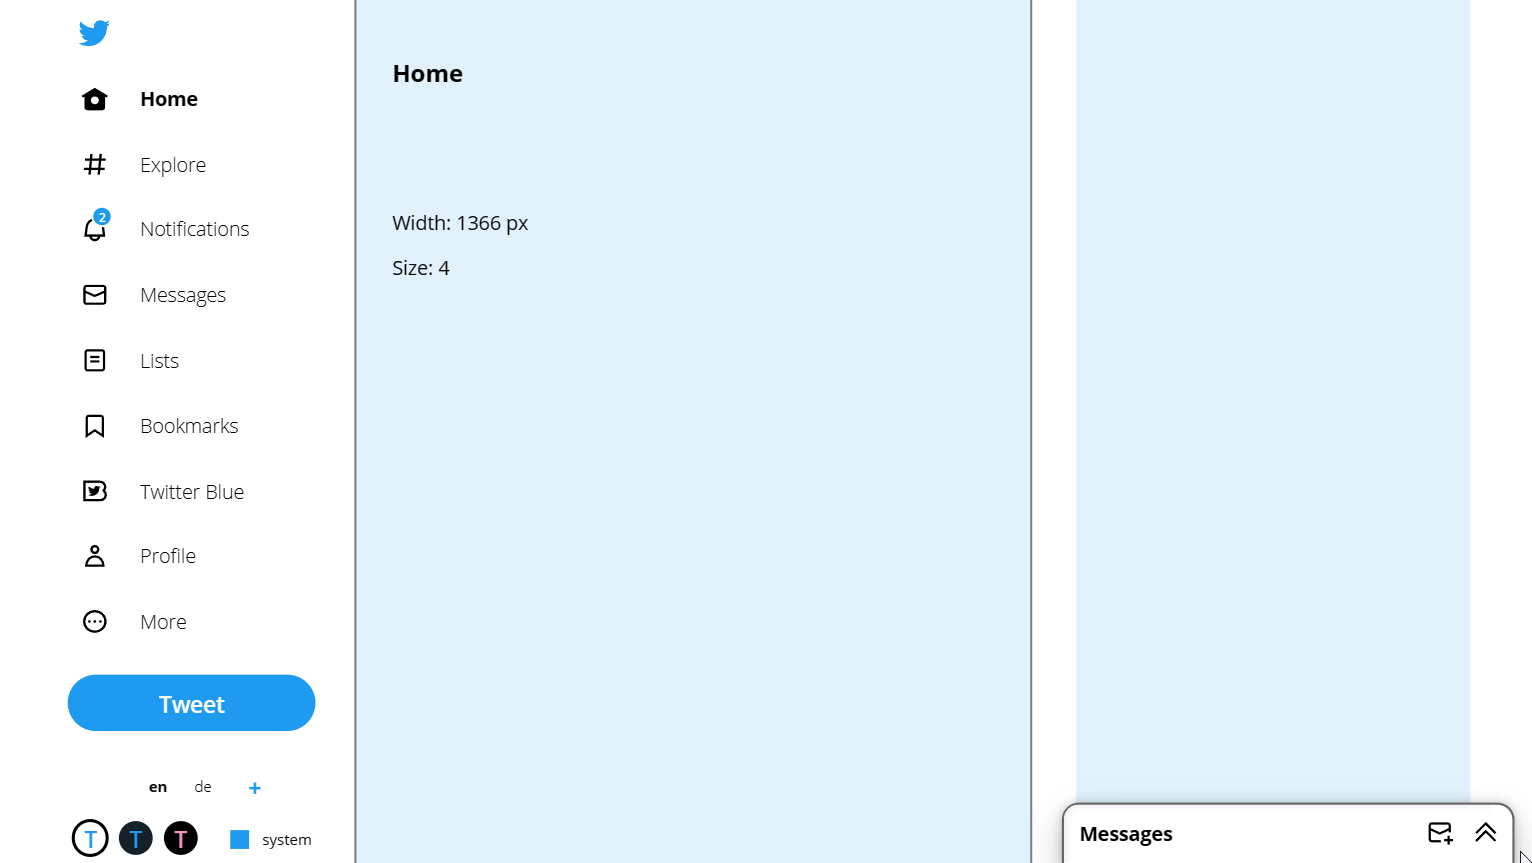 Home
Explore
2
Notifications
Messages
Lists
Bookmarks
Twitter Blue
Profile
More
Tweet
en de +
T T T system
Home
Width: 1366 px
Size: 4
Messages